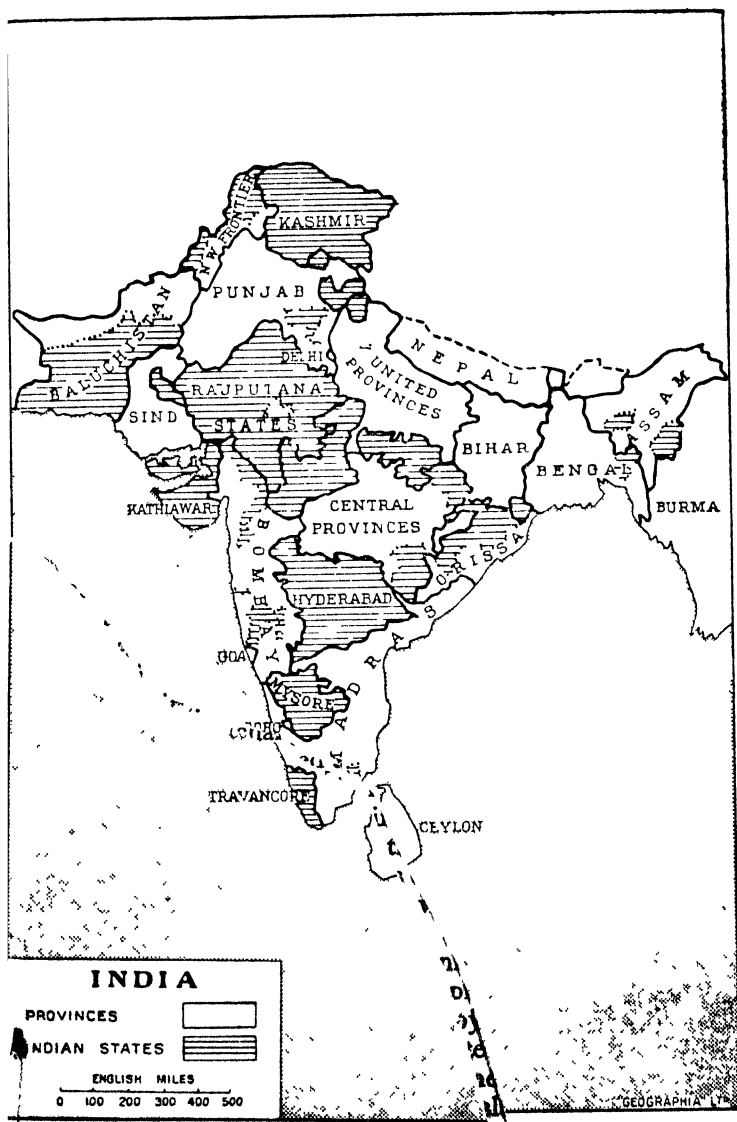 KASHMIR
N.W. FRONTIER
PUNJAB
BALUCHISTAN
DELHI
NEPAL
UNITED
PROVINCES
RAJPUTANA
STATES
SIND
ASSAM
BIHAR
BENGAL
KATHIAWAR
CENTRAL
PROVINCES
BURMA
BOMBAY
ORISSA
HYDERABAD
GOA
MADRAS
MYSORE
TRAVANCORE
CEYLON
INDIA
PROVINCES
INDIAN STATES
ENGLISH MILES
0 100 200 300 400 500
"GEOGRAPHIA" LTD